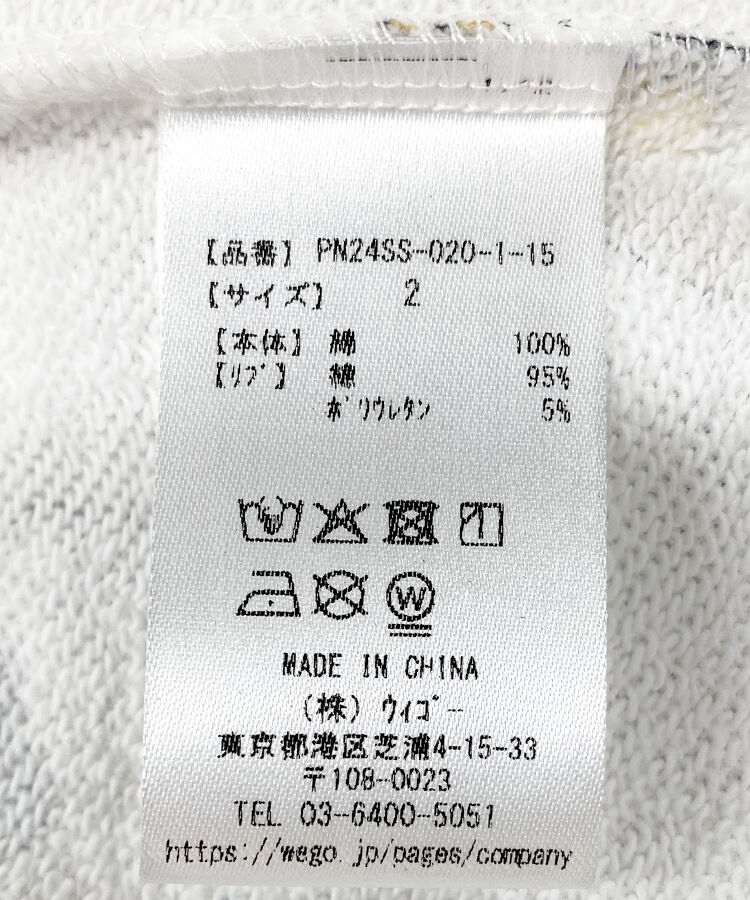 【品番】 PN24SS-020-1-15
【サイズ】 2
【本体】 綿 100%
【ﾘﾌﾞ】 綿 95%
ﾎﾟﾘｳﾚﾀﾝ 5%
W
MADE IN CHINA
(株) ｳｨｺﾞｰ
東京都港区芝浦4-15-33
〒108-0023
TEL 03-6400-5051
https://wego.jp/pages/company